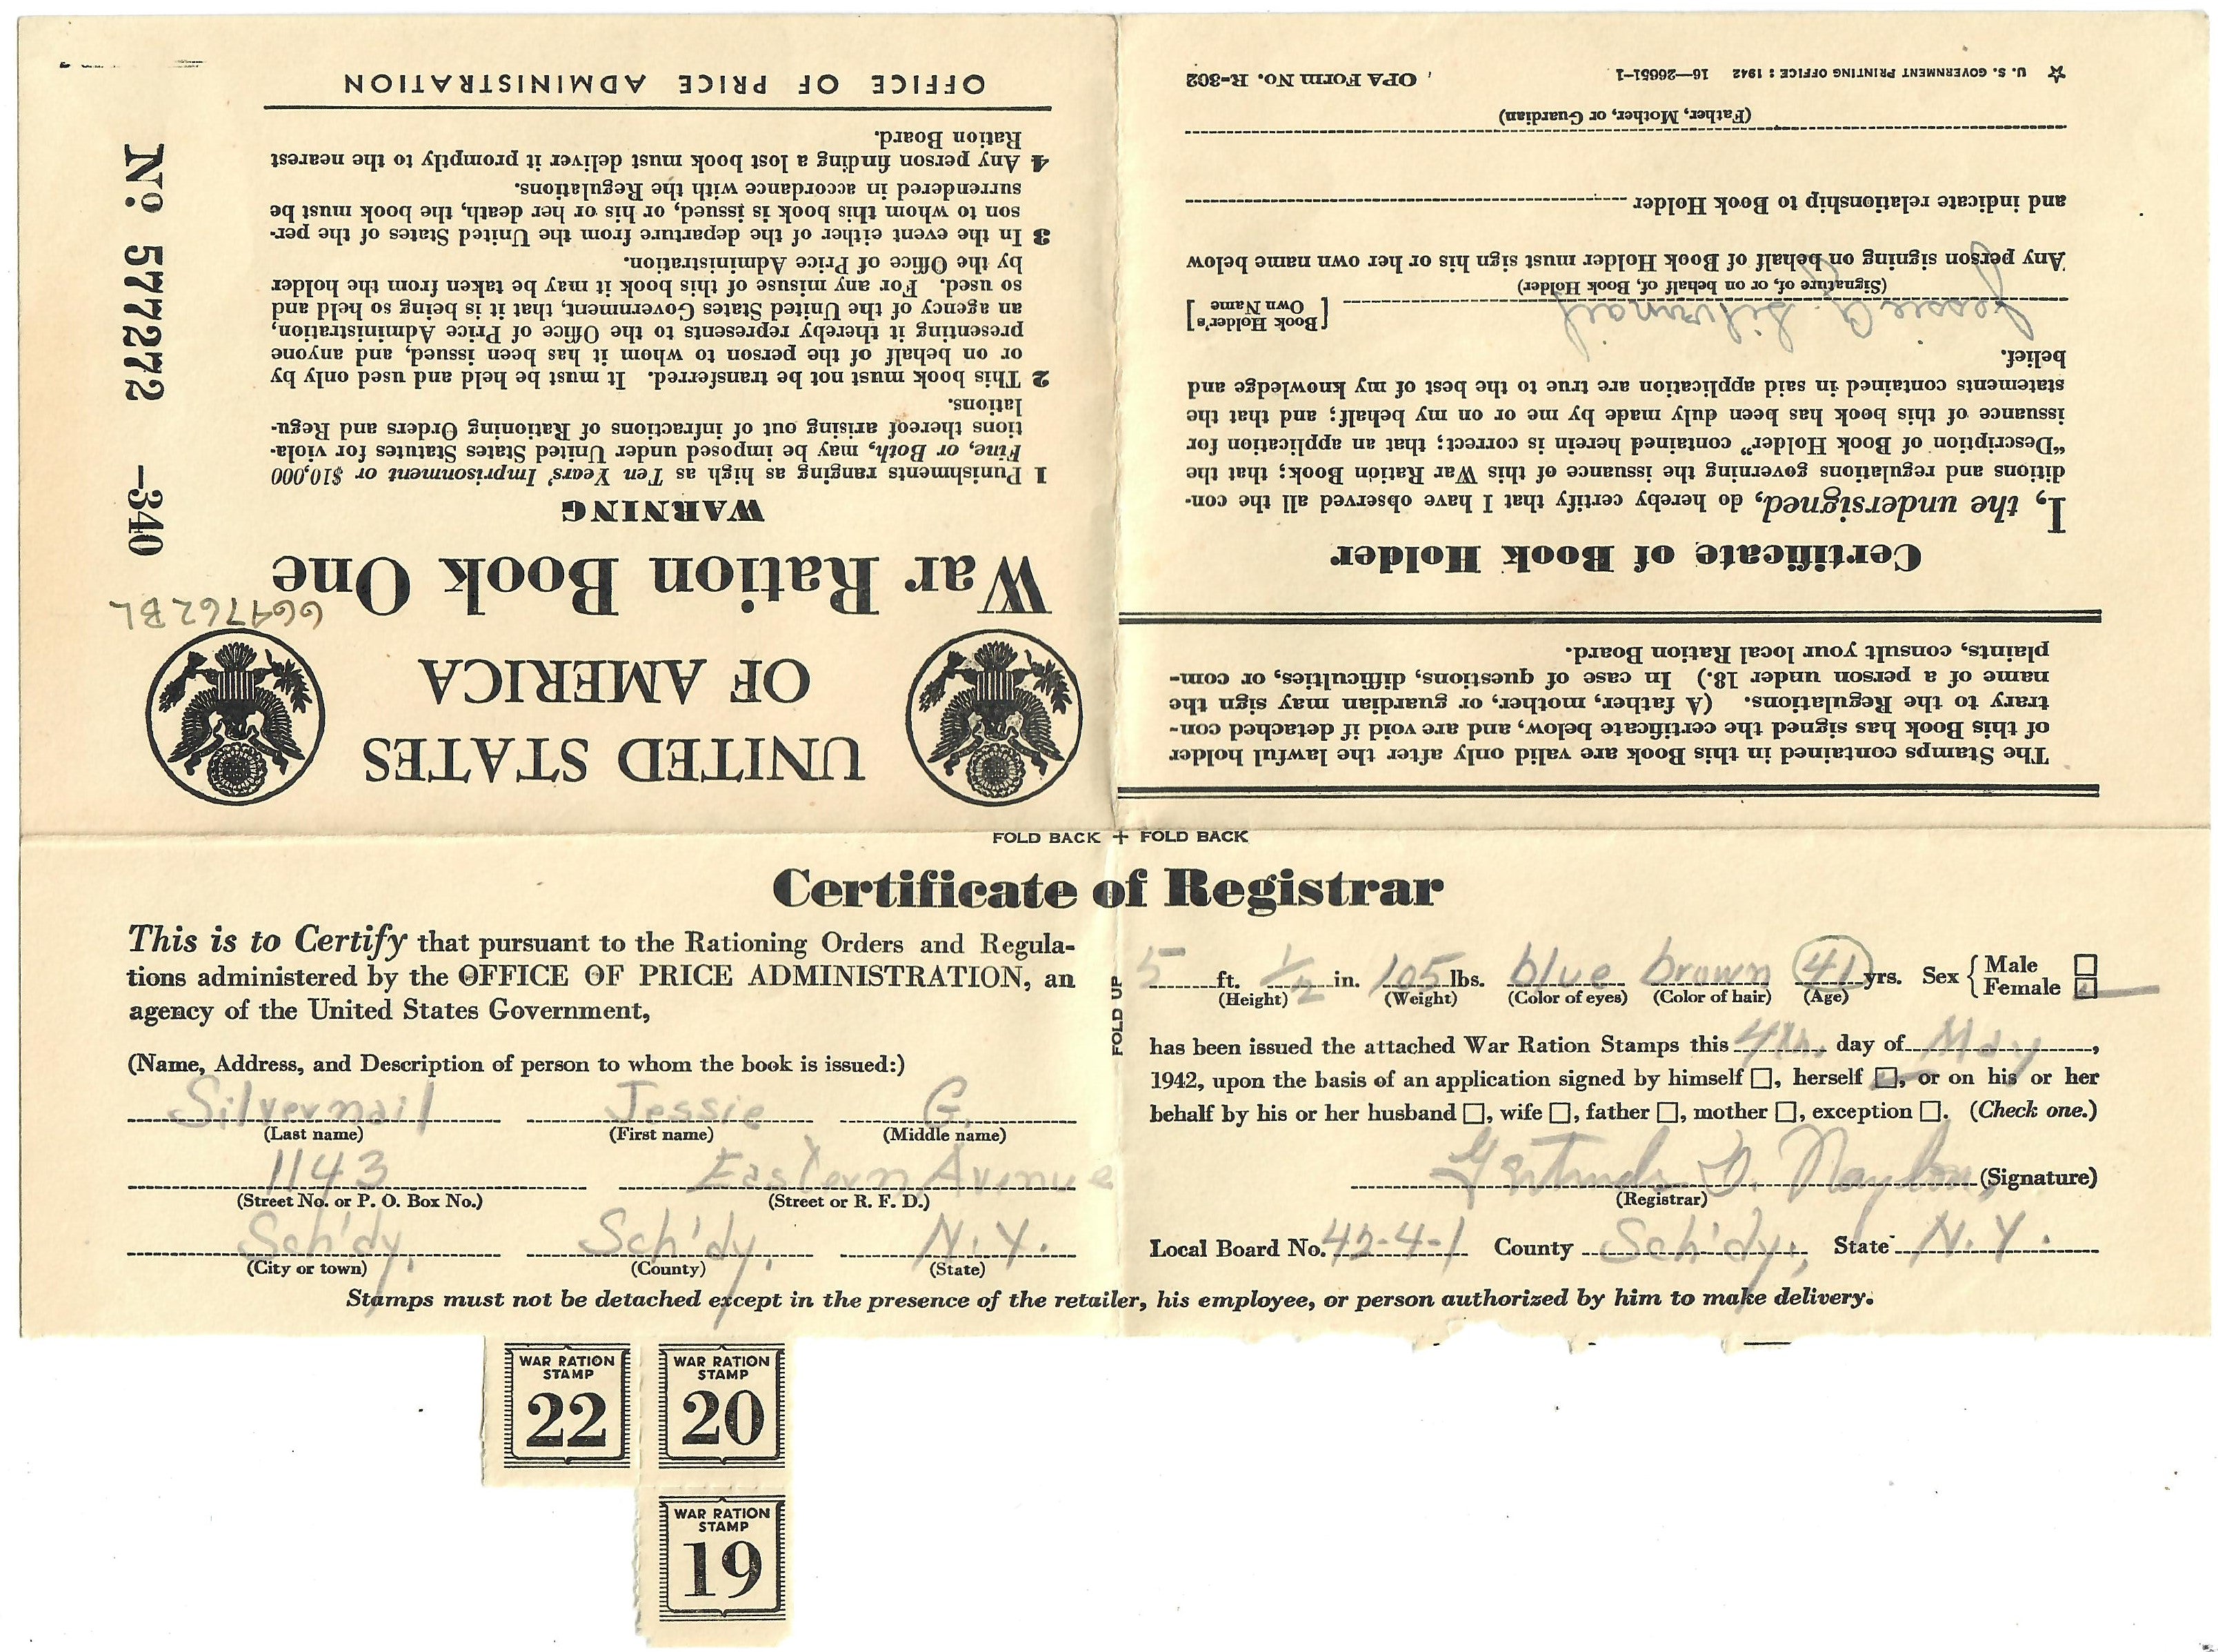 UNITED STATES
OF AMERICA
664762BL
War Ration Book One
WARNING
1 Punishments ranging as high as Ten Years' Imprisonment or $10,000
Fine, or Both, may be imposed under United States Statutes for viola-
tions thereof arising out of infractions of Rationing Orders and Regu-
lations.
2 This book must not be transferred. It must be held and used only by
or on behalf of the person to whom it has been issued, and anyone
presenting it thereby represents to the Office of Price Administration,
an agency of the United States Government, that it is being so held and
so used. For any misuse of this book it may be taken from the holder
by the Office of Price Administration.
3 In the event either of the departure from the United States of the per-
son to whom this book is issued, or his or her death, the book must be
surrendered in accordance with the Regulations.
4 Any person finding a lost book must deliver it promptly to the nearest
Ration Board.
OFFICE OF PRICE ADMINISTRATION
No. 577272 -340
The Stamps contained in this Book are valid only after the lawful holder
of this Book has signed the certificate below, and are void if detached con-
trary to the Regulations. (A father, mother, or guardian may sign the
name of a person under 18.) In case of questions, difficulties, or com-
plaints, consult your local Ration Board.
Certificate of Book Holder
I, the undersigned, do hereby certify that I have observed all the con-
ditions and regulations governing the issuance of this War Ration Book; that the
"Description of Book Holder" contained herein is correct; that an application for
issuance of this book has been duly made by me or on my behalf; and that the
statements contained in said application are true to the best of my knowledge and
belief.
[Book Holder's Own Name] Jessie G. Silvernail
(Signature of, or on behalf of, Book Holder)
Any person signing on behalf of Book Holder must sign his or her own name below
and indicate relationship to Book Holder
(Father, Mother, or Guardian)
☆ U. S. GOVERNMENT PRINTING OFFICE : 1942 16—26651-1 OPA Form No. R-302
FOLD BACK + FOLD BACK
Certificate of Registrar
This is to Certify that pursuant to the Rationing Orders and Regula-
tions administered by the OFFICE OF PRICE ADMINISTRATION, an
agency of the United States Government,
(Name, Address, and Description of person to whom the book is issued:)
Silvernail Jessie G.
(Last name) (First name) (Middle name)
1143 Eastern Avenue
(Street No. or P. O. Box No.) (Street or R. F. D.)
Sch'dy. Sch'dy. N.Y.
(City or town) (County) (State)
FOLD UP
5 ft. 1/2 in. 105 lbs. blue brown 41 yrs. Sex { Male ☐
(Height) (Weight) (Color of eyes) (Color of hair) (Age) Female ☐
has been issued the attached War Ration Stamps this 4th. day of May,
1942, upon the basis of an application signed by himself ☐, herself ☐, or on his or her
behalf by his or her husband ☐, wife ☐, father ☐, mother ☐, exception ☐. (Check one.)
Gertrude D. Naylon, (Signature)
(Registrar)
Local Board No. 42-4-1 County Sch'dy, State N.Y.
Stamps must not be detached except in the presence of the retailer, his employee, or person authorized by him to make delivery.
WAR RATION
STAMP
22
WAR RATION
STAMP
20
WAR RATION
STAMP
19